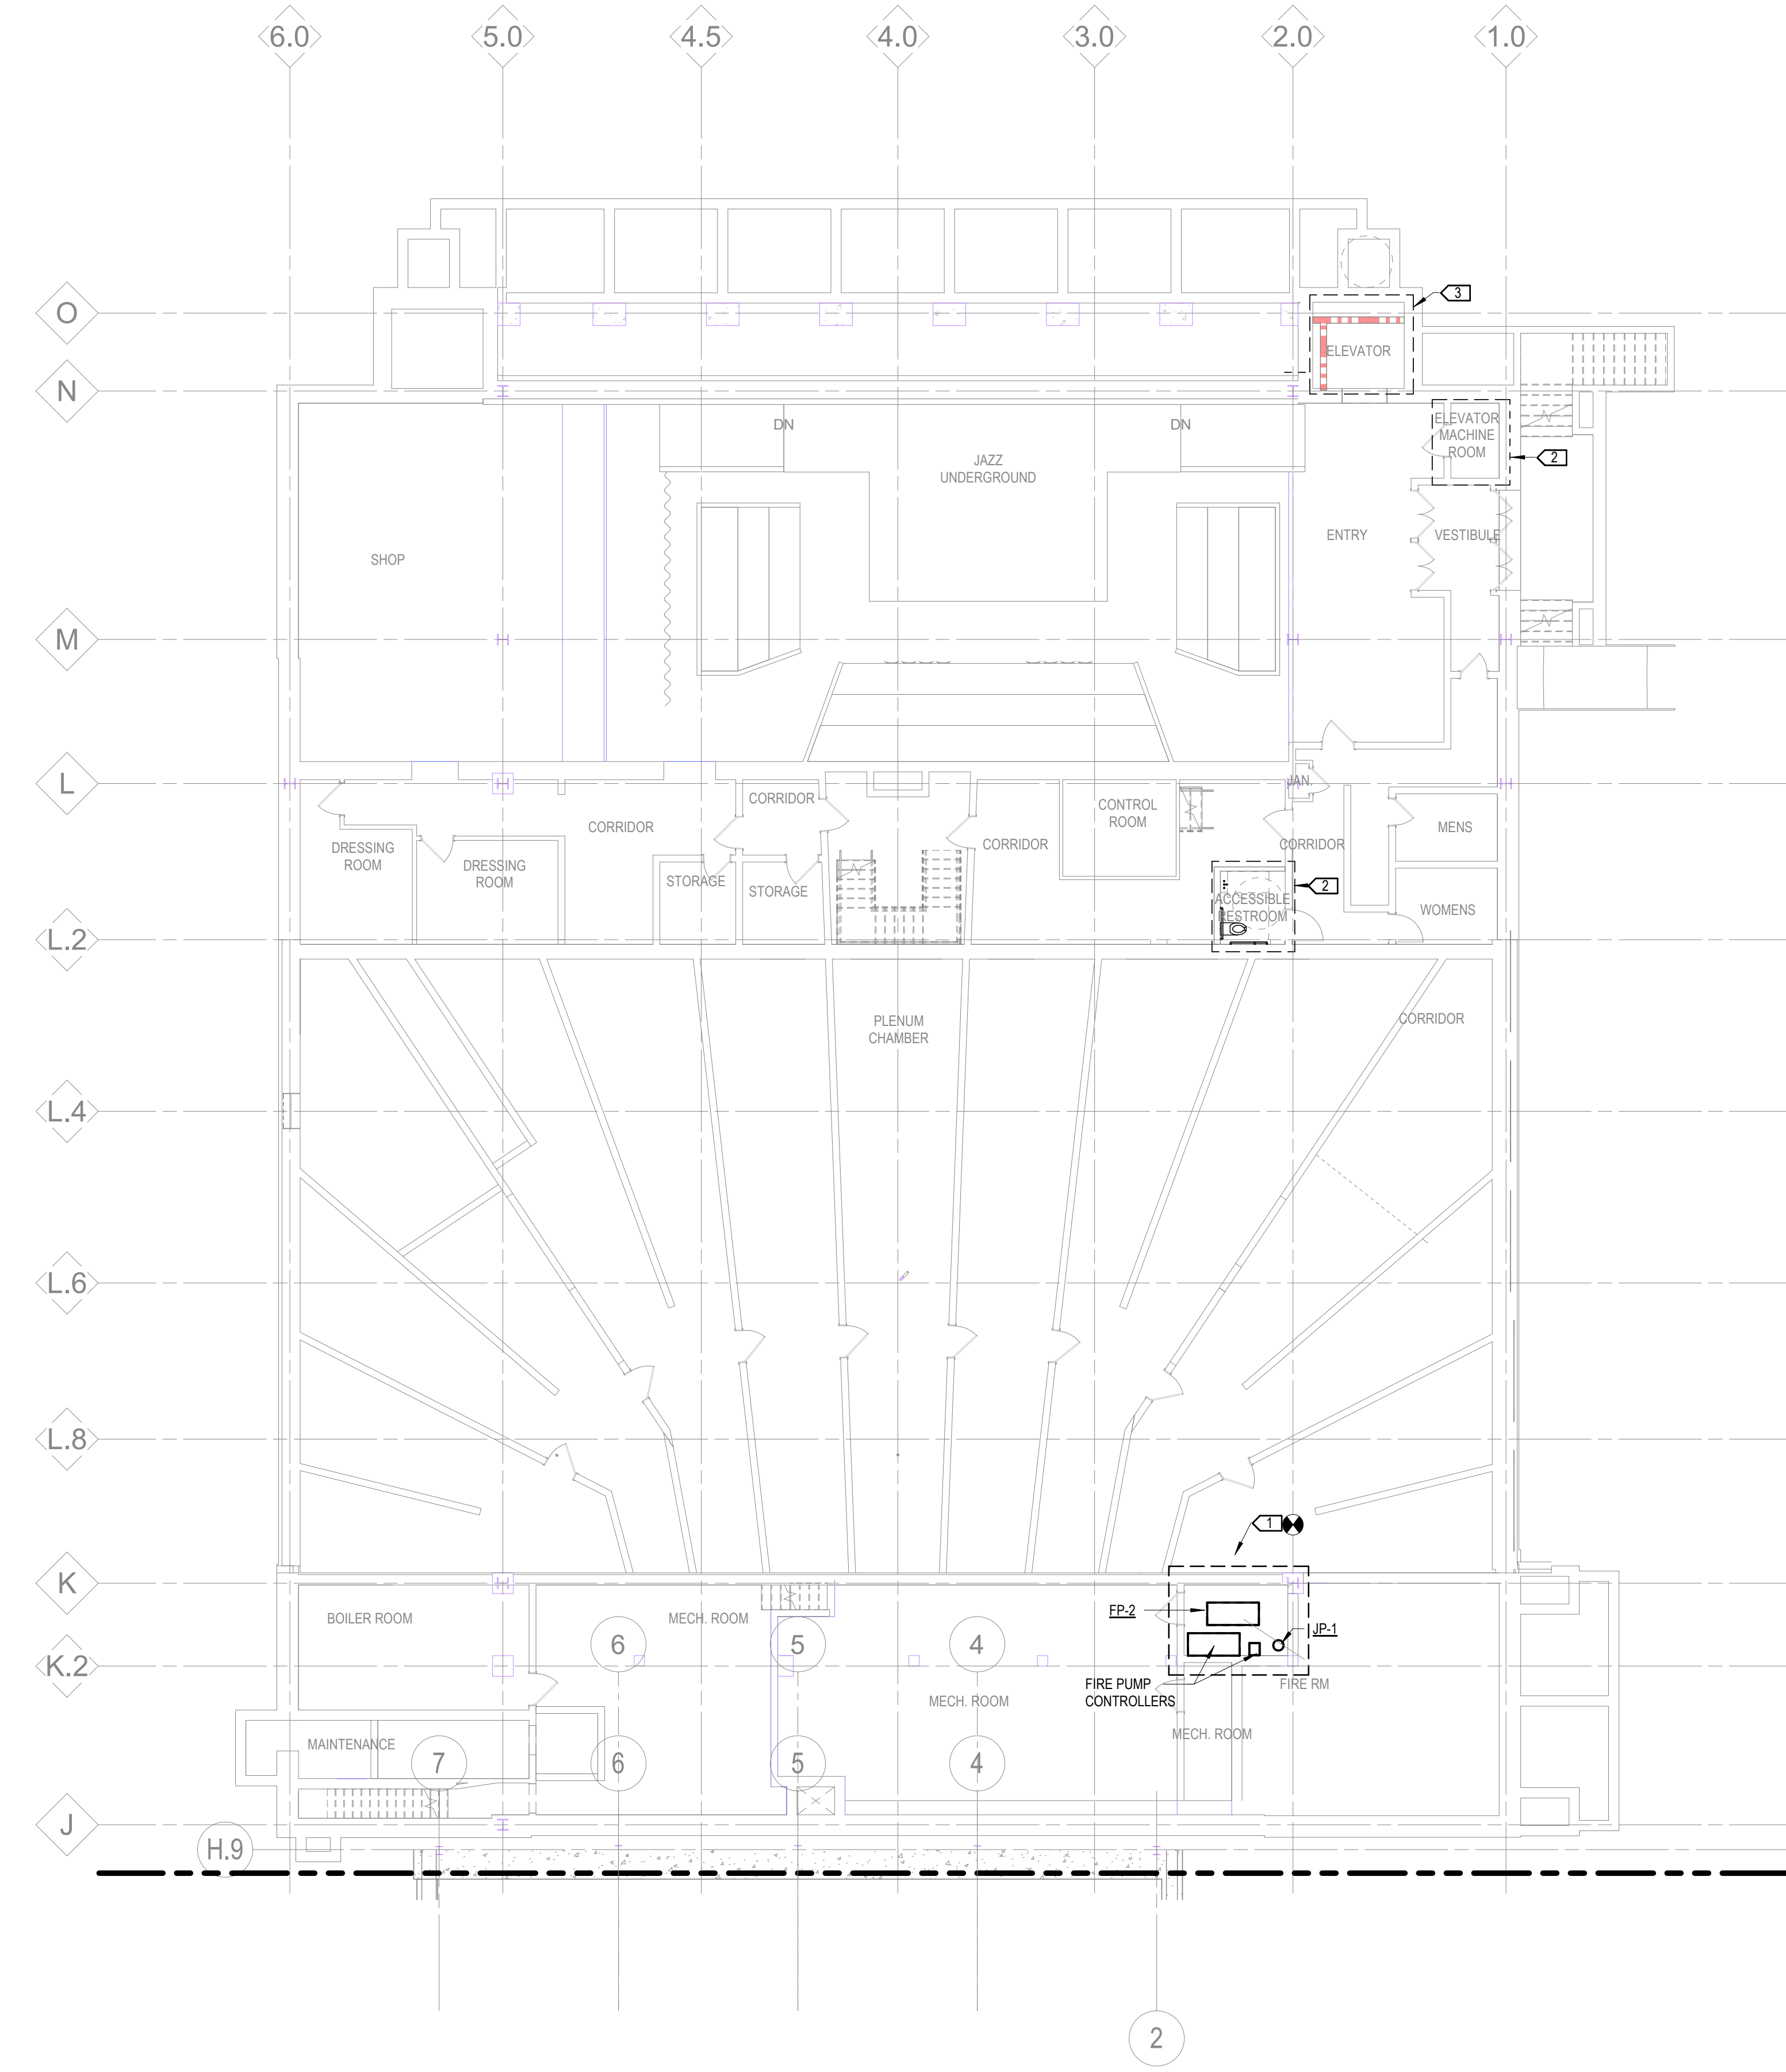 6.0
5.0
4.5
4.0
3.0
2.0
1.0
O
3
ELEVATOR
N
DN
DN
ELEVATOR
MACHINE
ROOM
2
JAZZ
UNDERGROUND
SHOP
ENTRY
VESTIBULE
M
L
JAN.
CORRIDOR
CONTROL
ROOM
CORRIDOR
MENS
DRESSING
ROOM
DRESSING
ROOM
CORRIDOR
CORRIDOR
STORAGE
STORAGE
2
ACCESSIBLE
RESTROOM
WOMENS
L.2
PLENUM
CHAMBER
CORRIDOR
L.4
L.6
L.8
1
K
BOILER ROOM
MECH. ROOM
FP-2
JP-1
6
5
4
K.2
FIRE PUMP
CONTROLLERS
FIRE RM
MECH. ROOM
MECH. ROOM
MAINTENANCE
7
6
5
4
J
H.9
2